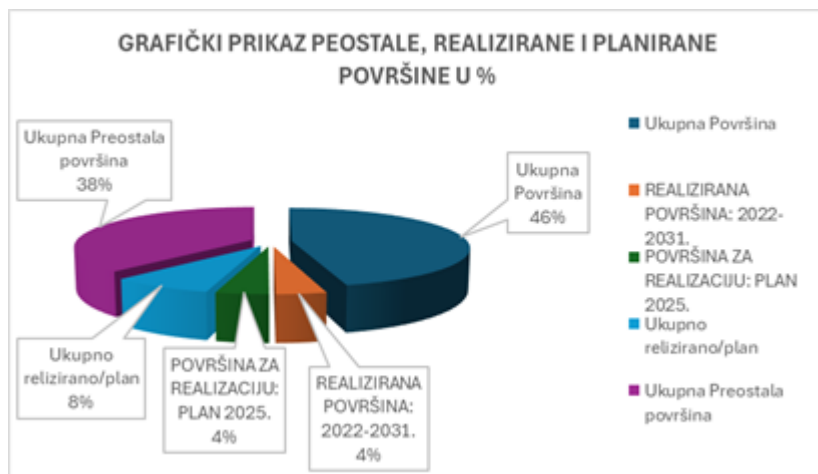 GRAFIČKI PRIKAZ PEOSTALE, REALIZIRANE I PLANIRANE
POVRŠINE U %
Ukupna Preostala
površina
38%
Ukupna
Površina
46%
Ukupno
relizirano/plan
8%
POVRŠINA ZA
REALIZACIJU:
PLAN 2025.
4%
REALIZIRANA
POVRŠINA:
2022-2031.
4%
Ukupna Površina
REALIZIRANA
POVRŠINA: 2022-
2031.
POVRŠINA ZA
REALIZACIJU: PLAN
2025.
Ukupno
relizirano/plan
Ukupna Preostala
površina